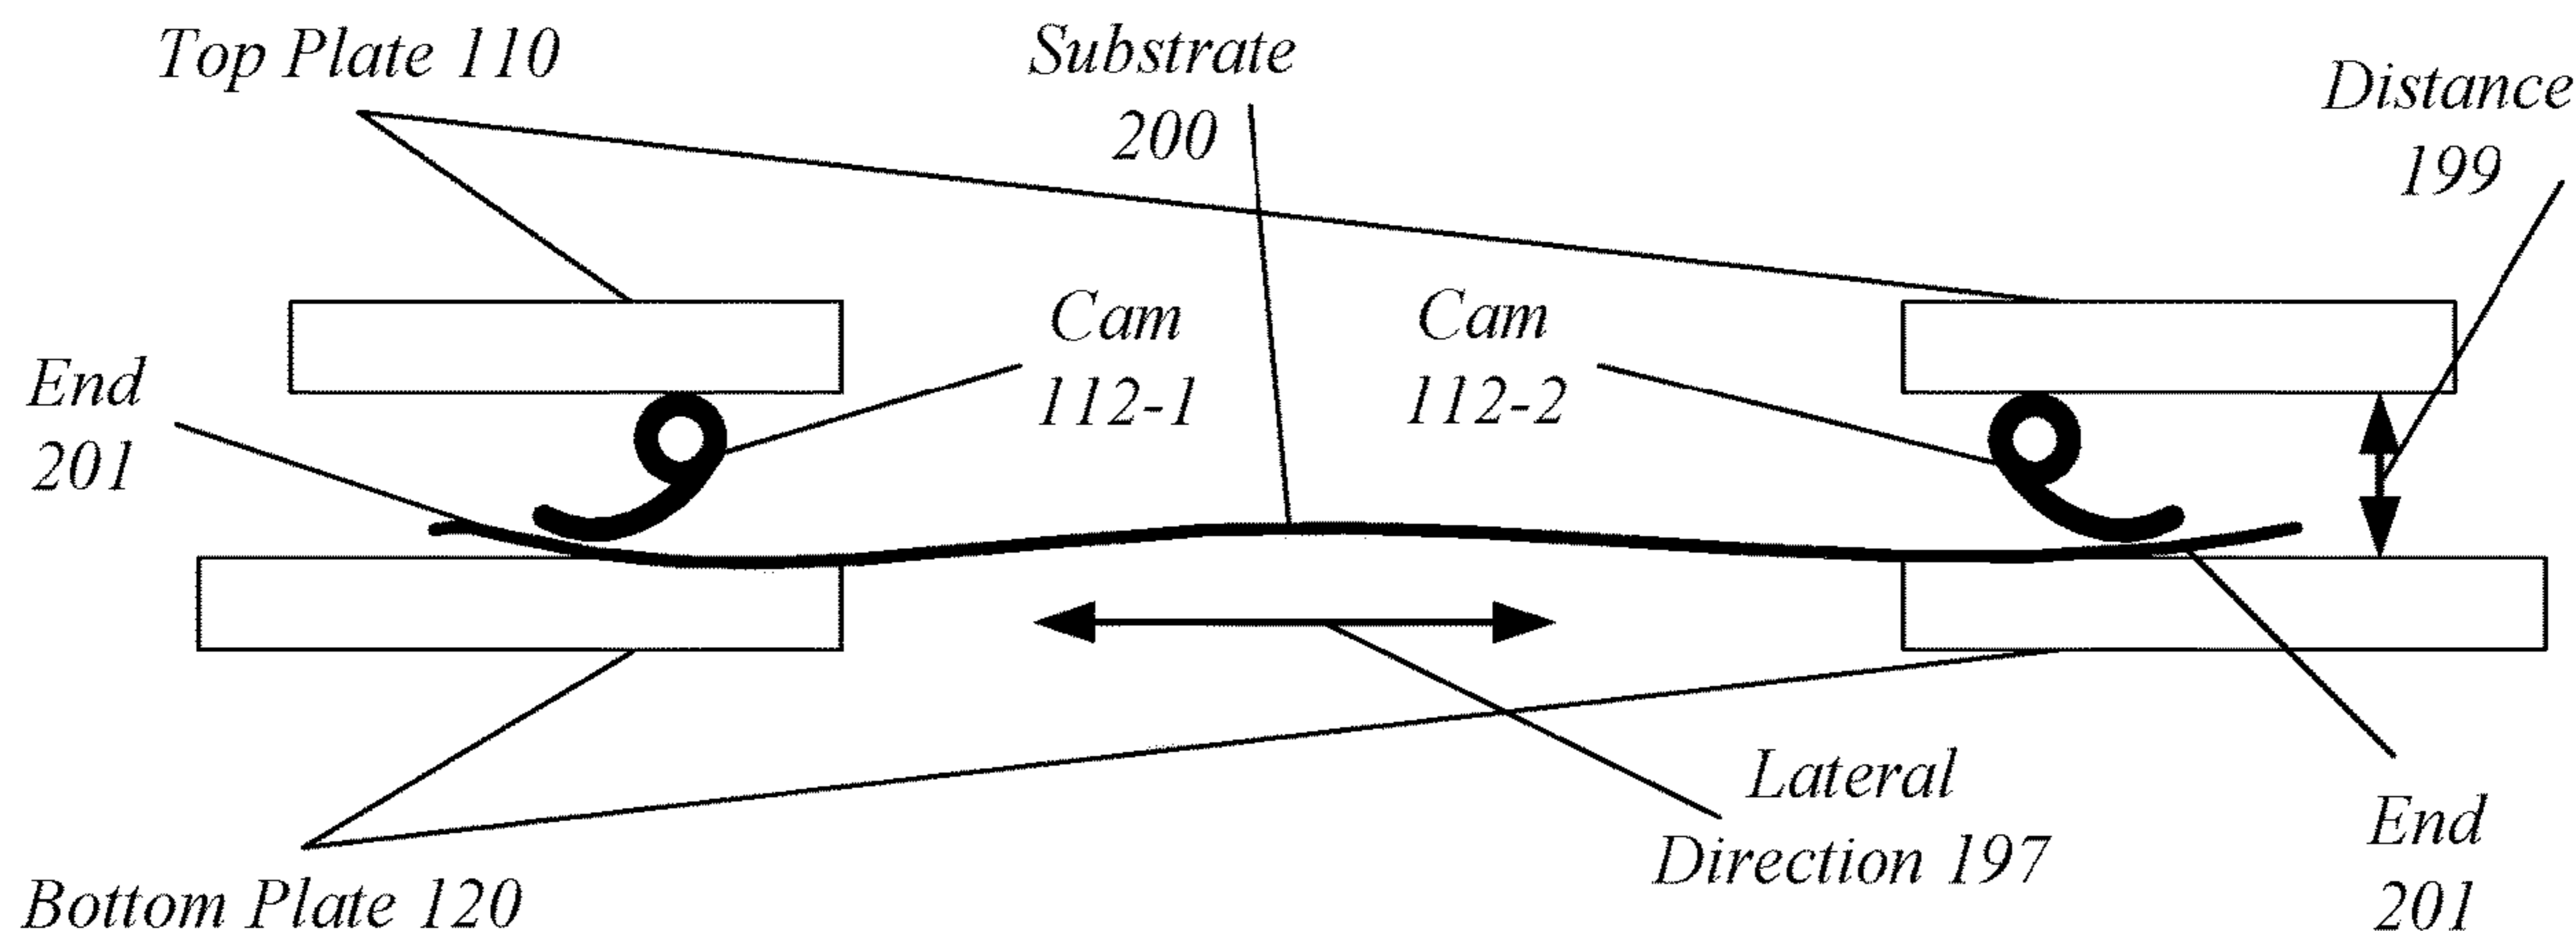 Top Plate 110
Substrate
200
Distance
199
Cam
112-1
Cam
112-2
End
201
Lateral
Direction 197
End
201
Bottom Plate 120